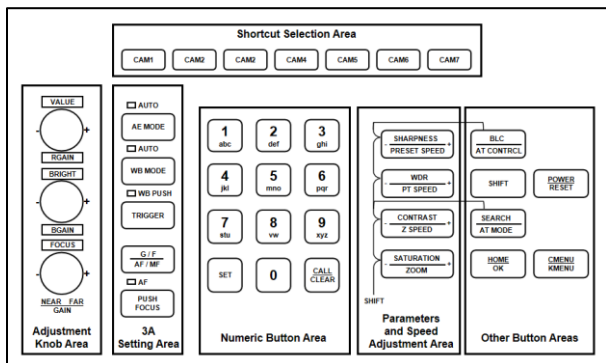 Shortcut Selection Area
CAM1 CAM2 CAM2 CAM4 CAM5 CAM6 CAM7
VALUE
- +
RGAIN
BRIGHT
- +
BGAIN
FOCUS
- +
NEAR FAR
GAIN
Adjustment
Knob Area
AUTO
AE MODE
AUTO
WB MODE
WB PUSH
TRIGGER
G / F
AF / MF
AF
PUSH
FOCUS
3A
Setting Area
1 2 3
abc def ghi
4 5 6
jkl mno pqr
7 8 9
stu vw xyz
SET 0 CALL
CLEAR
Numeric Button Area
SHARPNESS
- +
PRESET SPEED
WDR
- +
PT SPEED
CONTRAST
- +
Z SPEED
SATURATION
- +
ZOOM
SHIFT
Parameters
and Speed
Adjustment Area
BLC
AT CONTRCL
SHIFT POWER
RESET
SEARCH
AT MODE
HOME CMENU
OK KMENU
Other Button Areas